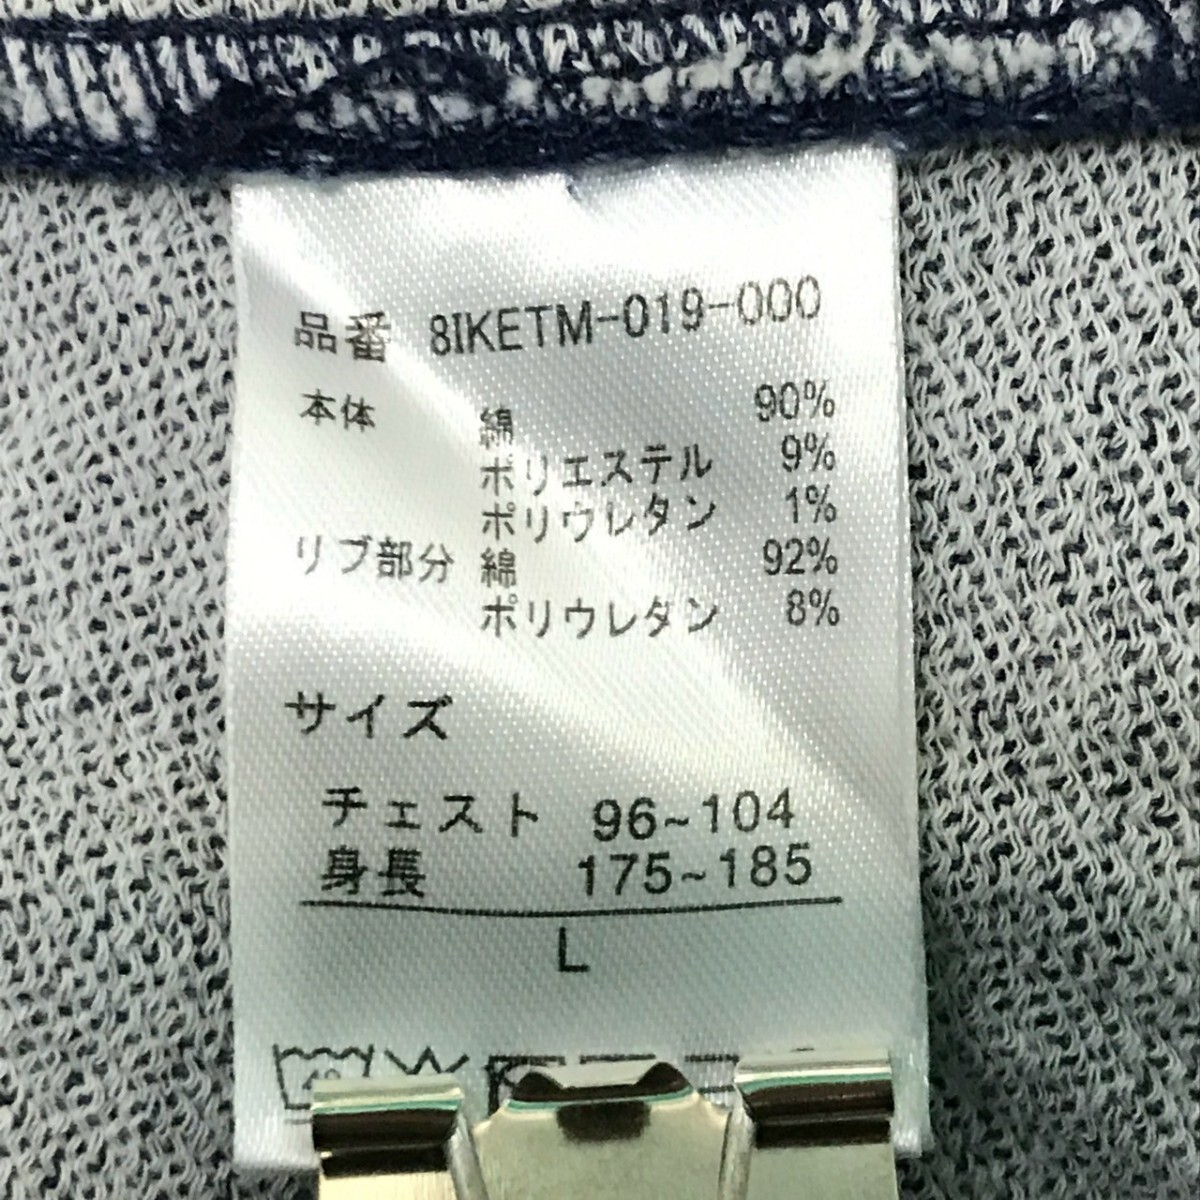 品番 8IKETM-019-000
本体 綿 90%
ポリエステル 9%
ポリウレタン 1%
リブ部分 綿 92%
ポリウレタン 8%
サイズ
チェスト 96~104
身長 175~185
L